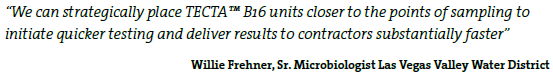 “We can strategically place TECTA™ B16 units closer to the points of sampling to
initiate quicker testing and deliver results to contractors substantially faster”
Willie Frehner, Sr. Microbiologist Las Vegas Valley Water District